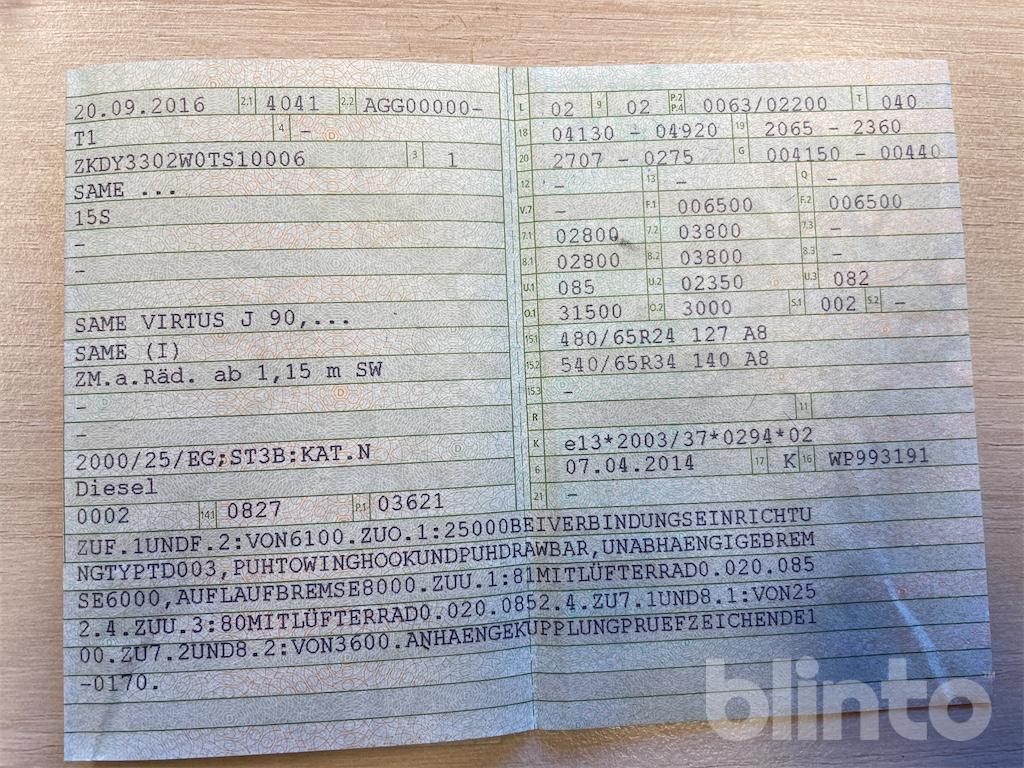 20.09.2016 2.1 4041 2.2 AGG00000-
T1 4 -
ZKDY3302W0TS10006 3 1
SAME ...
15S
-
-
SAME VIRTUS J 90,...
SAME (I)
ZM.a.Räd. ab 1,15 m SW
-
-
2000/25/EG;ST3B:KAT.N
Diesel
0002 14.1 0827 P.1 03621
L 02 9 02 P.2 P.4 0063/02200 T 040
18 04130 - 04920 19 2065 - 2360
20 2707 - 0275 G 004150 - 00440
12 - 13 - Q -
V.7 - F.1 006500 F.2 006500
7.1 02800 7.2 03800 7.3 -
8.1 02800 8.2 03800 8.3 -
U.1 085 U.2 02350 U.3 082
O.1 31500 O.2 3000 S.1 002 S.2 -
15.1 480/65R24 127 A8
15.2 540/65R34 140 A8
15.3 -
R 11
K e13*2003/37*0294*02
6 07.04.2014 17 K 16 WP993191
21 -
ZUF.1UNDF.2:VON6100.ZUO.1:25000BEIVERBINDUNGSEINRICHTU
NGTYPTD003,PUHTOWINGHOOKUNDPUHDRAWBAR,UNABHAENGIGEBREM
SE6000,AUFLAUFBREMSE8000.ZUU.1:81MITLÜFTERRAD0.020.085
2.4.ZUU.3:80MITLÜFTERRAD0.020.0852.4.ZU7.1UND8.1:VON25
00.ZU7.2UND8.2:VON3600.ANHAENGEKUPPLUNGPRUEFZEICHENDE1
-0170.
blinto